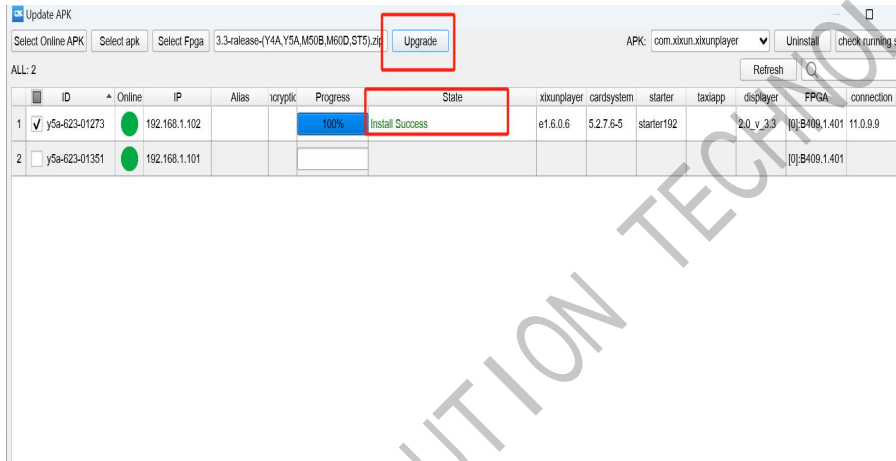 Update APK
Select Online APK Select apk Select Fpga 3.3-ralease-(Y4A,Y5A,M50B,M60D,ST5).zip Upgrade APK: com.xixun.xixunplayer Uninstall check running s
ALL: 2 Refresh
ID Online IP Alias ncryptic Progress State xixunplayer cardsystem starter taxiapp displayer FPGA connection
1 y5a-623-01273 192.168.1.102 100% Install Success e1.6.0.6 5.2.7.6-5 starter192 2.0_v_3.3 [0]:B409.1.401 11.0.9.9
2 y5a-623-01351 192.168.1.101 [0]:B409.1.401
UTION TECHNOL